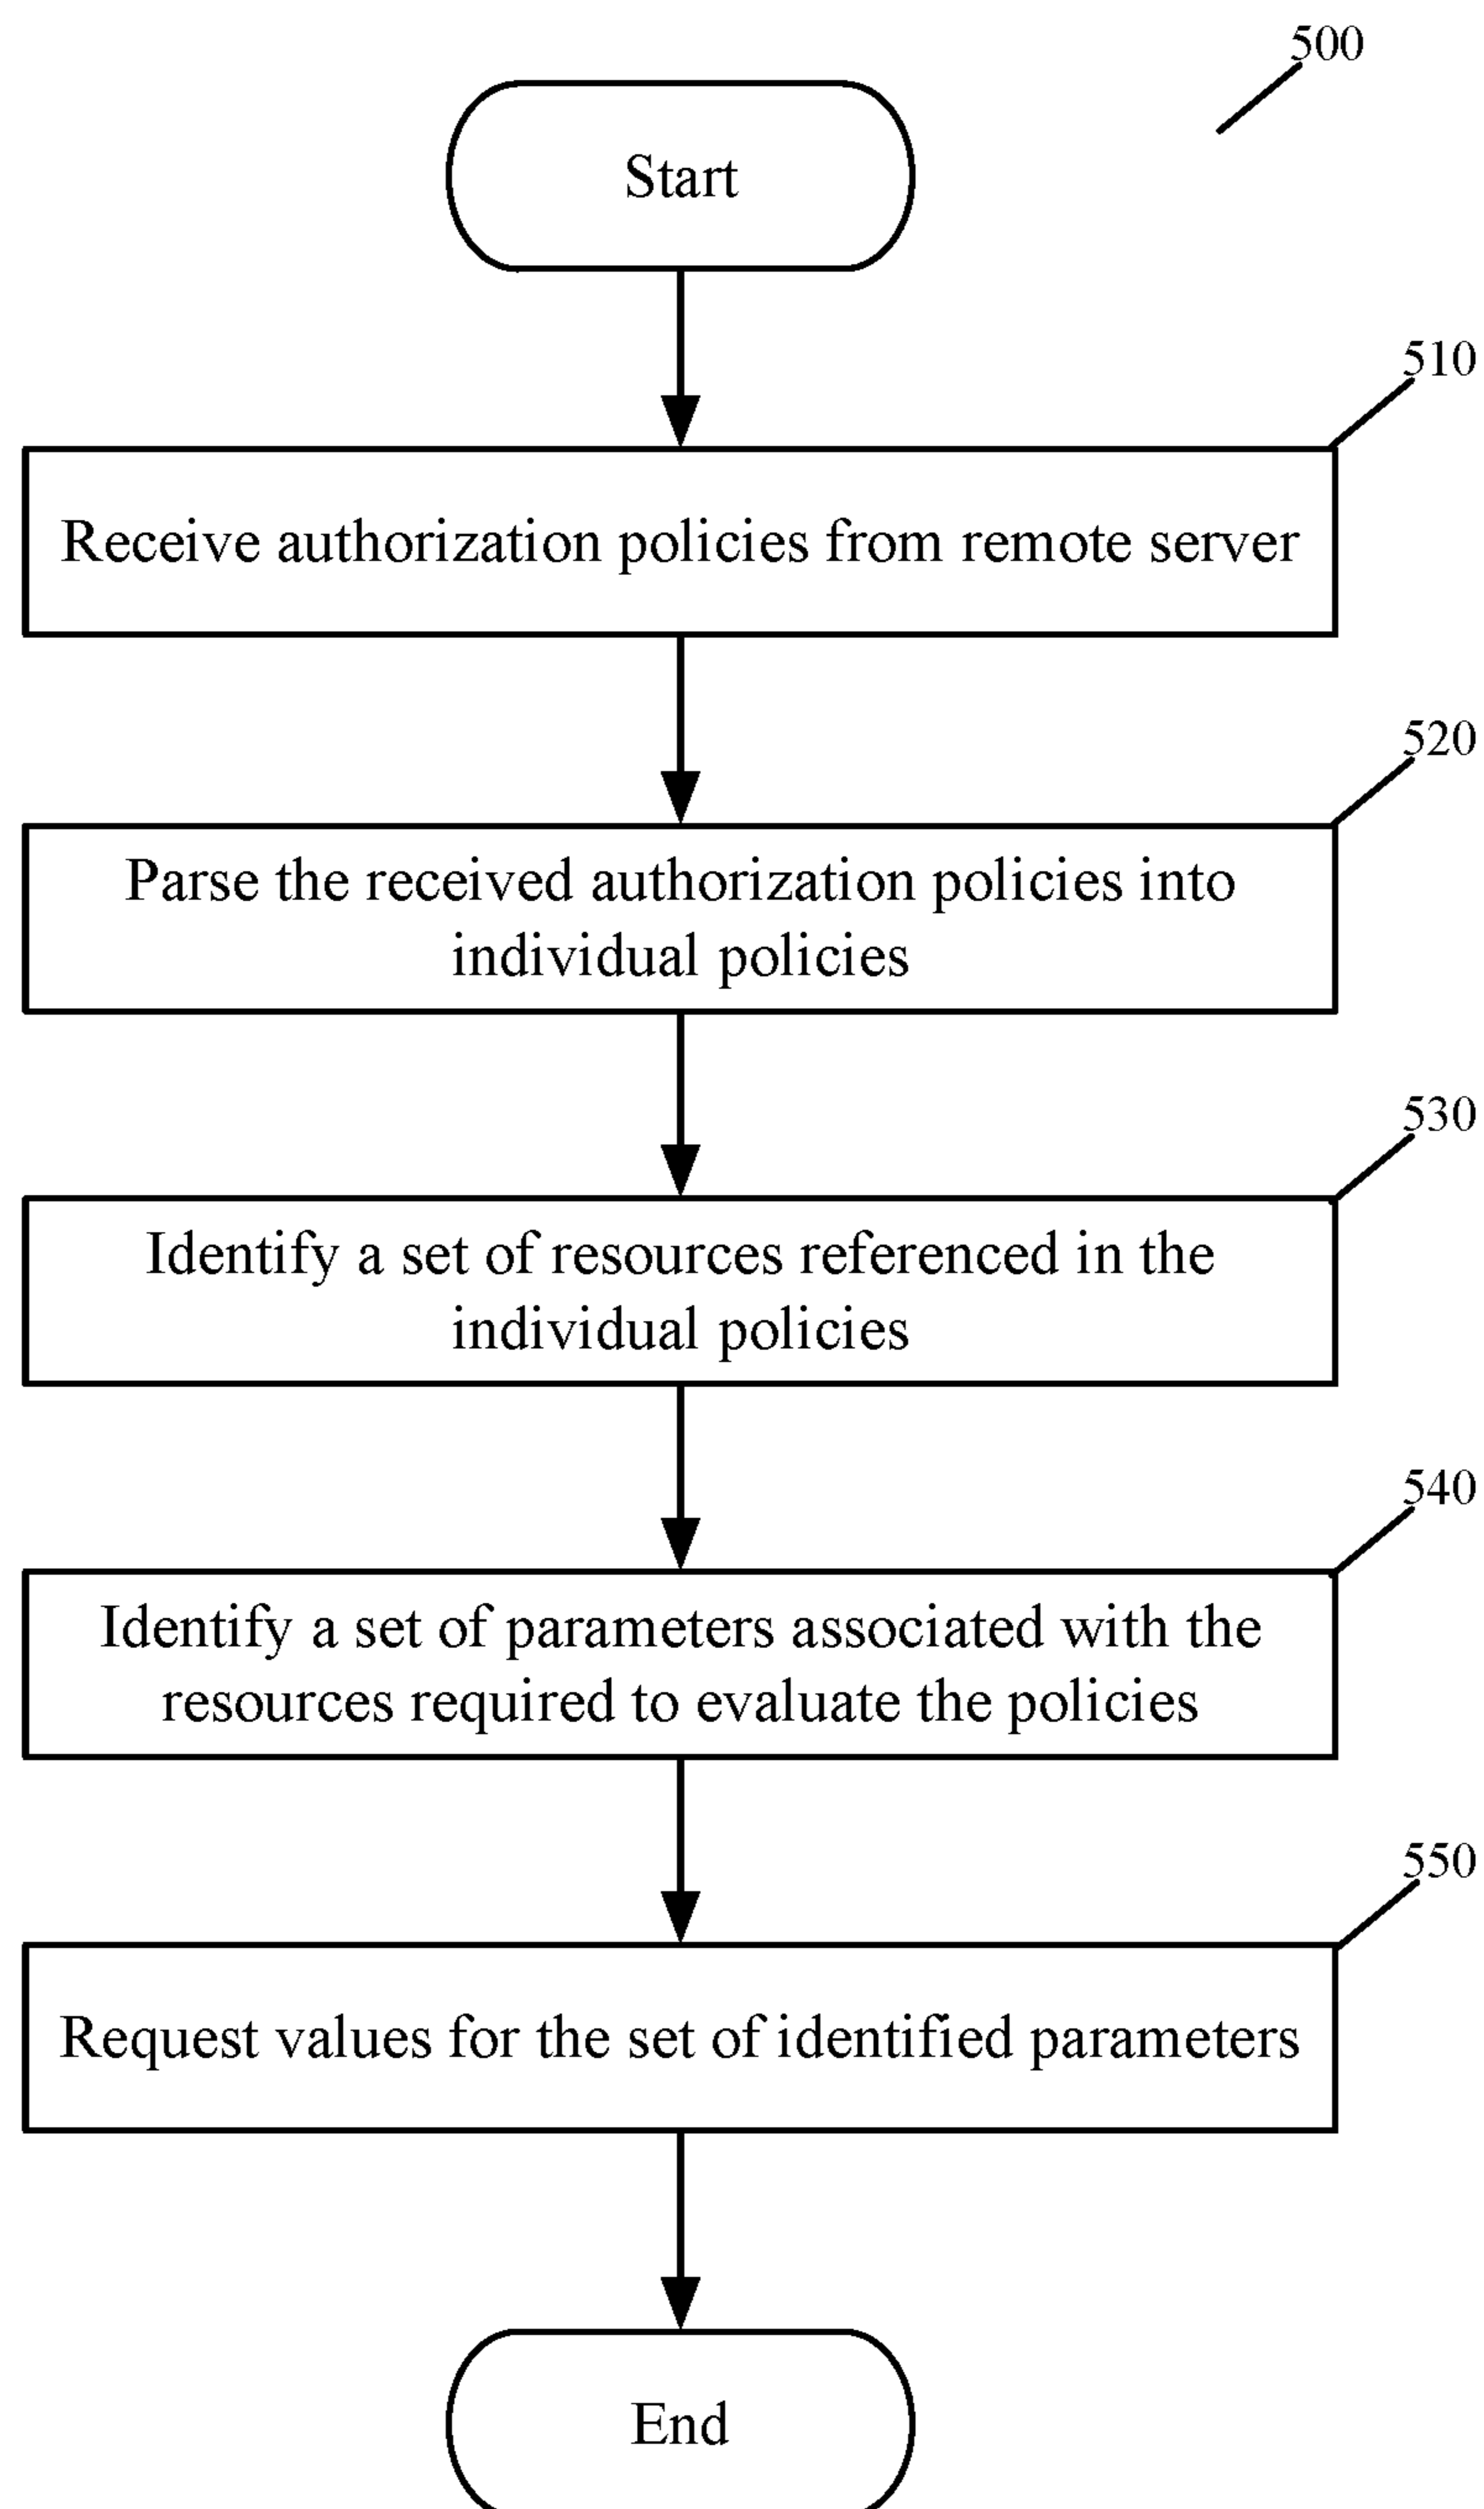 500
Start
510
Receive authorization policies from remote server
520
Parse the received authorization policies into
individual policies
530
Identify a set of resources referenced in the
individual policies
540
Identify a set of parameters associated with the
resources required to evaluate the policies
550
Request values for the set of identified parameters
End